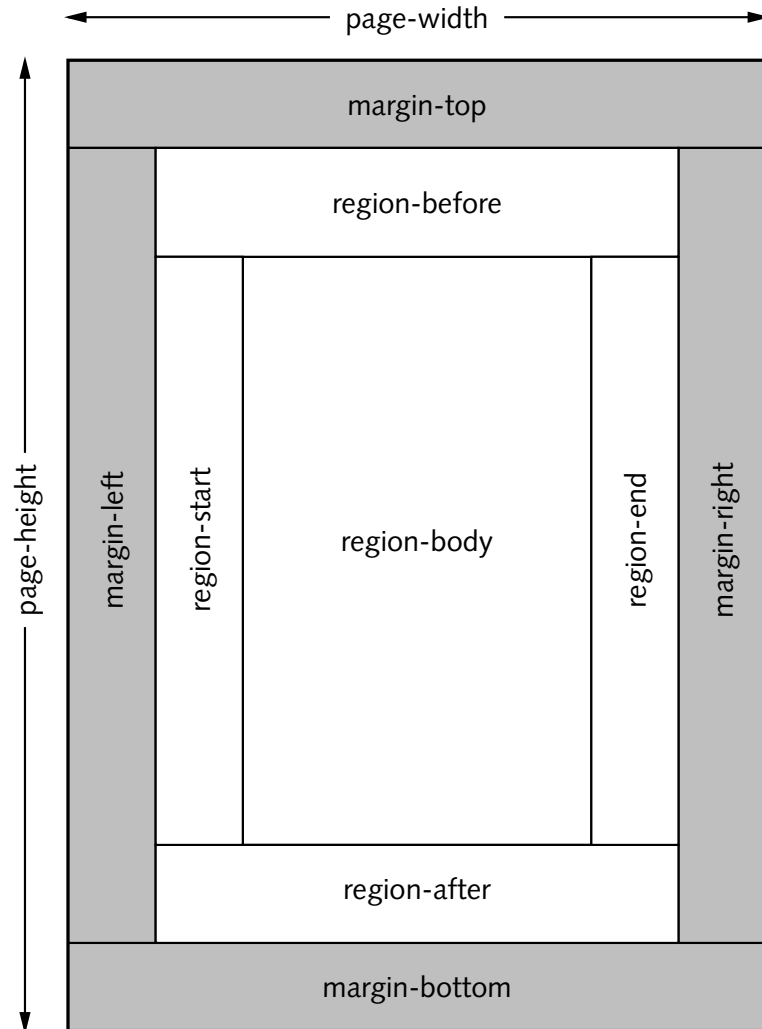 page-width
margin-top
region-before
page-height
margin-left
region-start
region-body
region-end
margin-right
region-after
margin-bottom